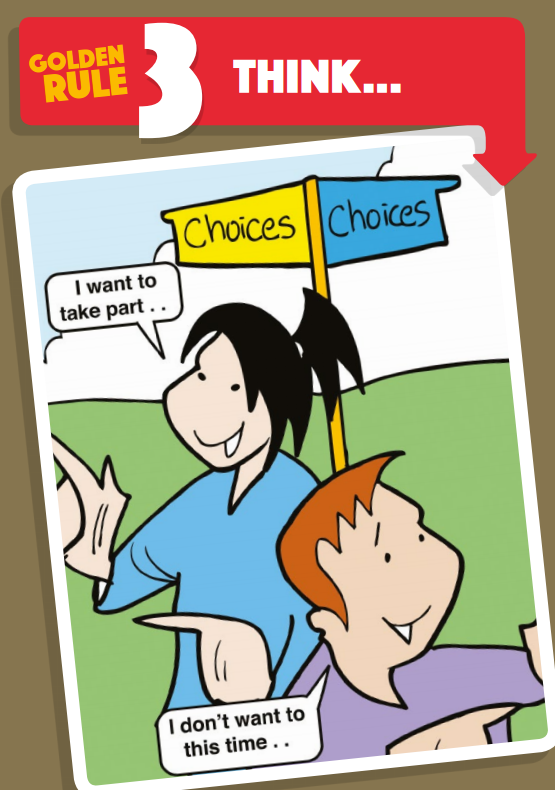 GOLDEN
RULE
3
THINK...
Choices
Choices
I want to
take part . .
I don't want to
this time . .